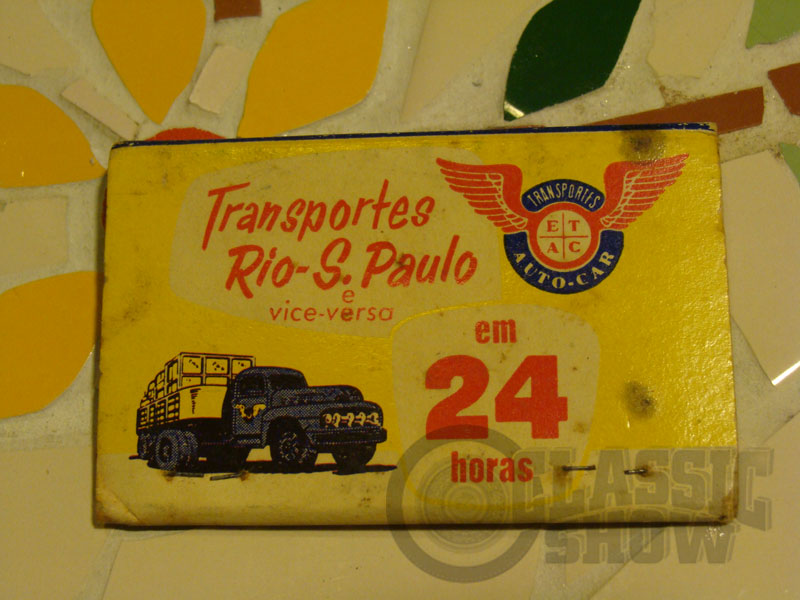 Transportes
Rio-S. Paulo
e
vice-versa
TRANSPORTES
E T
A C
AUTO-CAR
em
24
horas
CLASSIC
SHOW